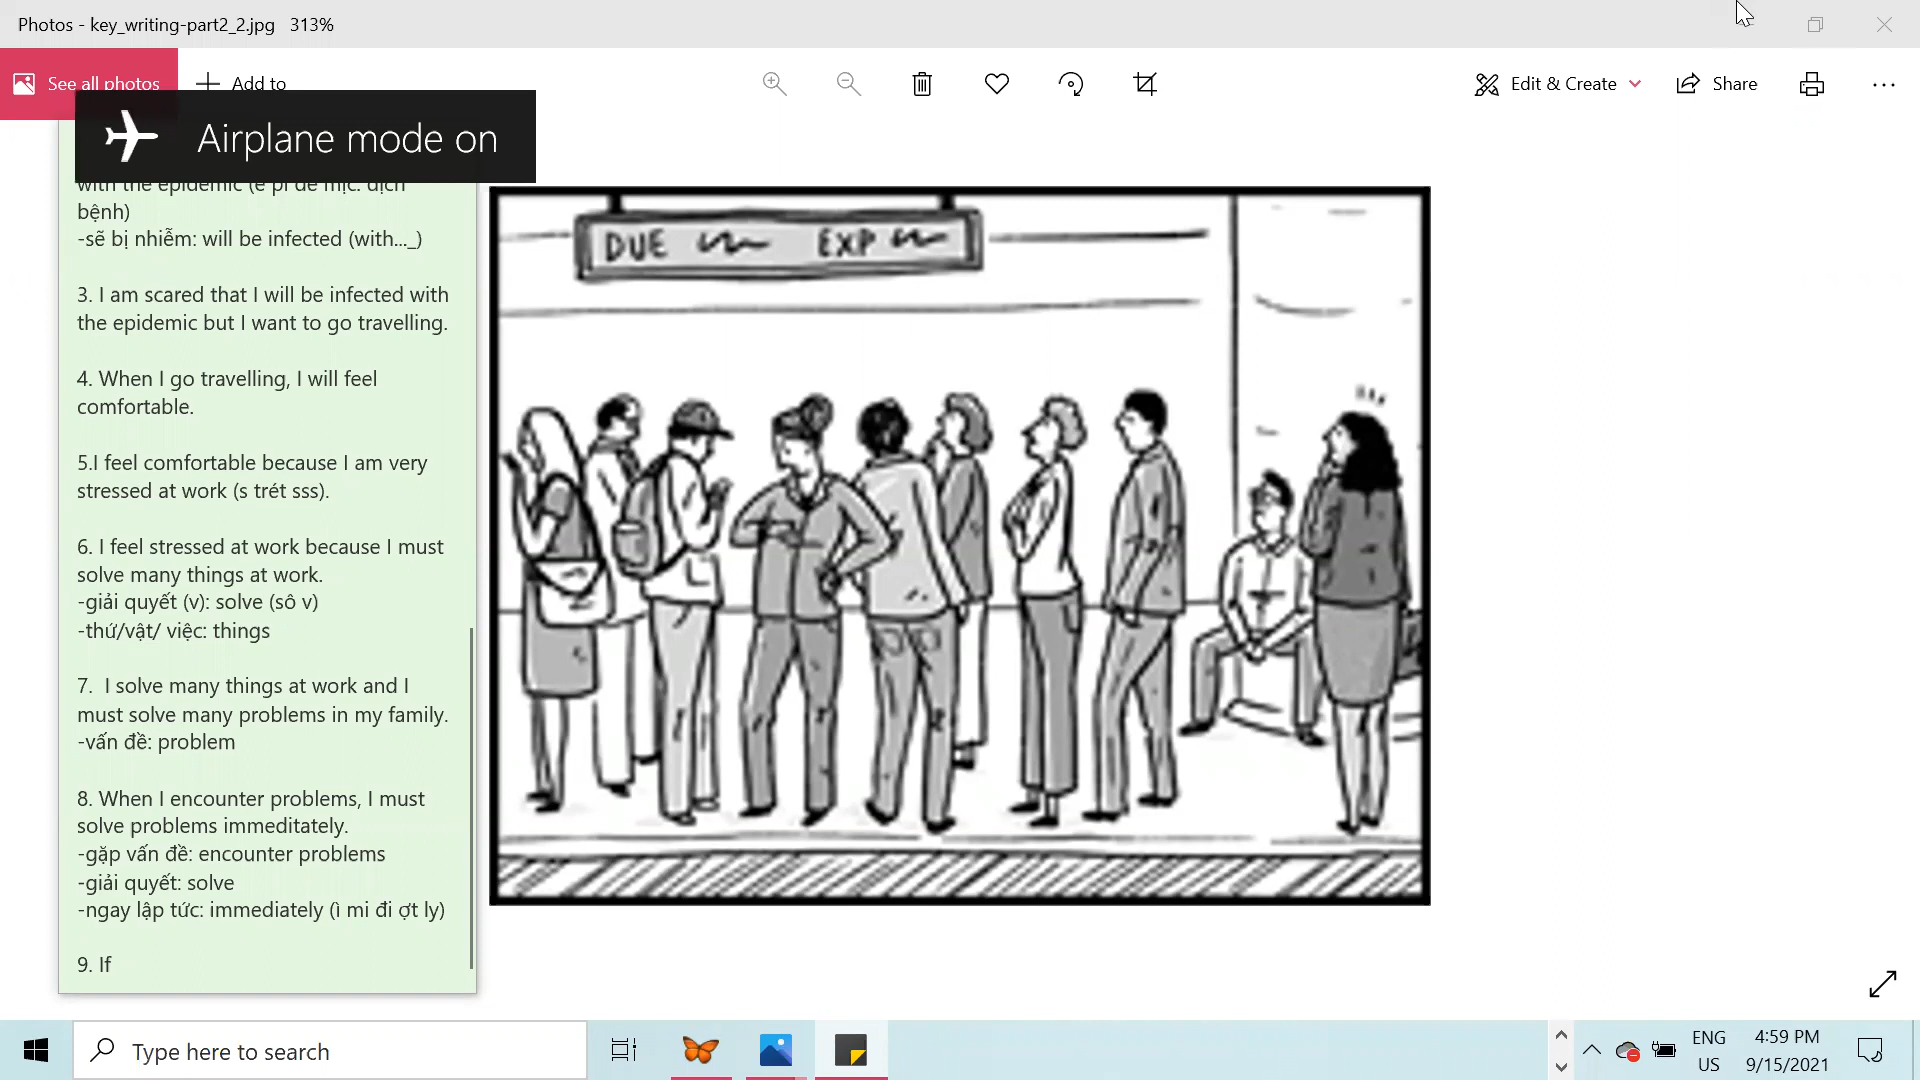 Photos - key_writing-part2_2.jpg 313%
See all photos
Add to
Edit & Create
Share
Airplane mode on
with the epidemic (e pi de mic: dịch
bệnh)
-sẽ bị nhiễm: will be infected (with..._)
3. I am scared that I will be infected with
the epidemic but I want to go travelling.
4. When I go travelling, I will feel
comfortable.
5.I feel comfortable because I am very
stressed at work (s trét sss).
6. I feel stressed at work because I must
solve many things at work.
-giải quyết (v): solve (sô v)
-thứ/vật/ việc: things
7. I solve many things at work and I
must solve many problems in my family.
-vấn đề: problem
8. When I encounter problems, I must
solve problems immeditately.
-gặp vấn đề: encounter problems
-giải quyết: solve
-ngay lập tức: immediately (ì mi đi ợt ly)
9. If
DUE EXP
Type here to search
ENG
US
4:59 PM
9/15/2021